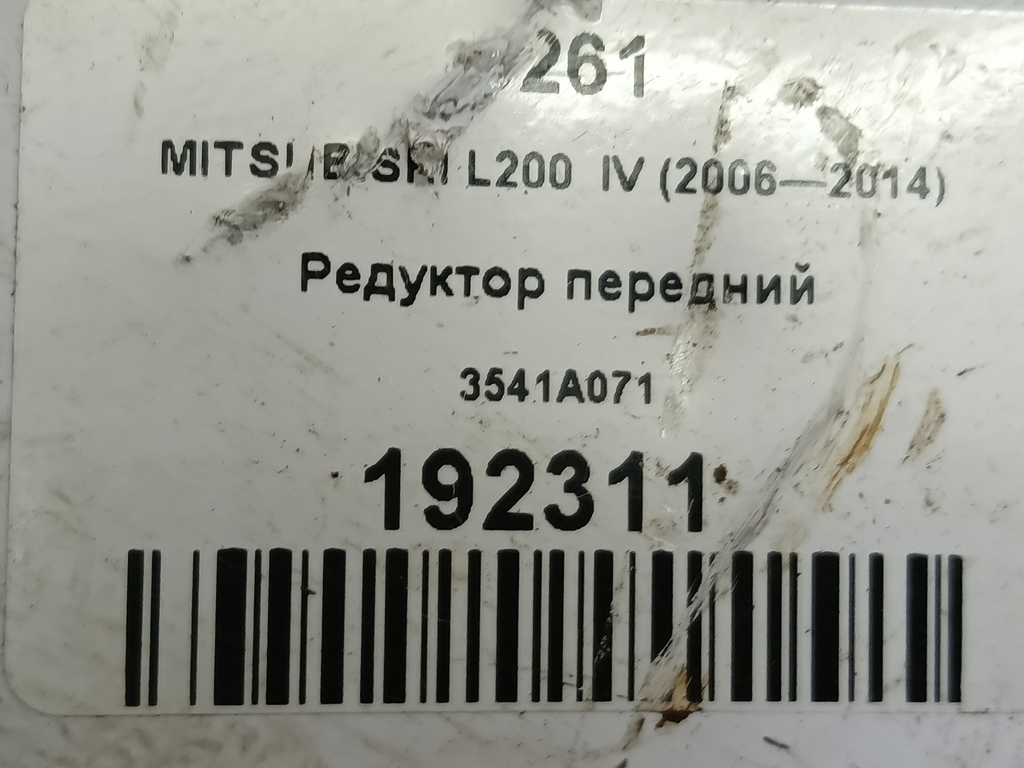 261
MITSUBISHI L200 IV (2006—2014)
Редуктор передний
3541A071
192311